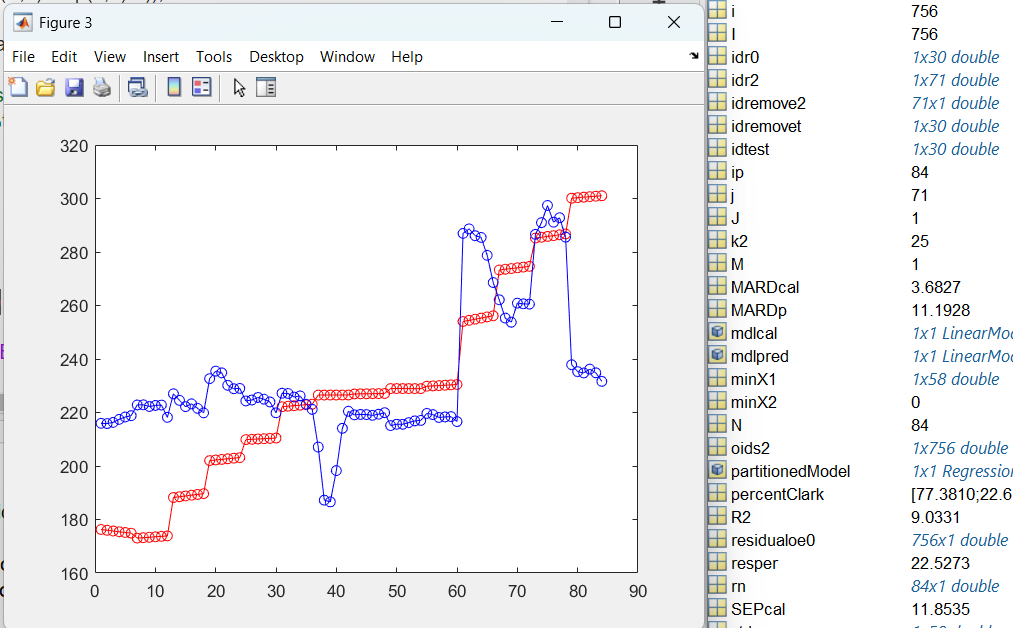 Figure 3
File Edit View Insert Tools Desktop Window Help
320
300
280
260
240
220
200
180
160
0 10 20 30 40 50 60 70 80 90
i 756
I 756
idr0 1x30 double
idr2 1x71 double
idremove2 71x1 double
idremovet 1x30 double
idtest 1x30 double
ip 84
j 71
J 1
k2 25
M 1
MARDcal 3.6827
MARDp 11.1928
mdlcal 1x1 LinearMo
mdlpred 1x1 LinearMo
minX1 1x58 double
minX2 0
N 84
oids2 1x756 double
partitionedModel 1x1 Regressio
percentClark [77.3810;22.6
R2 9.0331
residualoe0 756x1 double
resper 22.5273
rn 84x1 double
SEPcal 11.8535